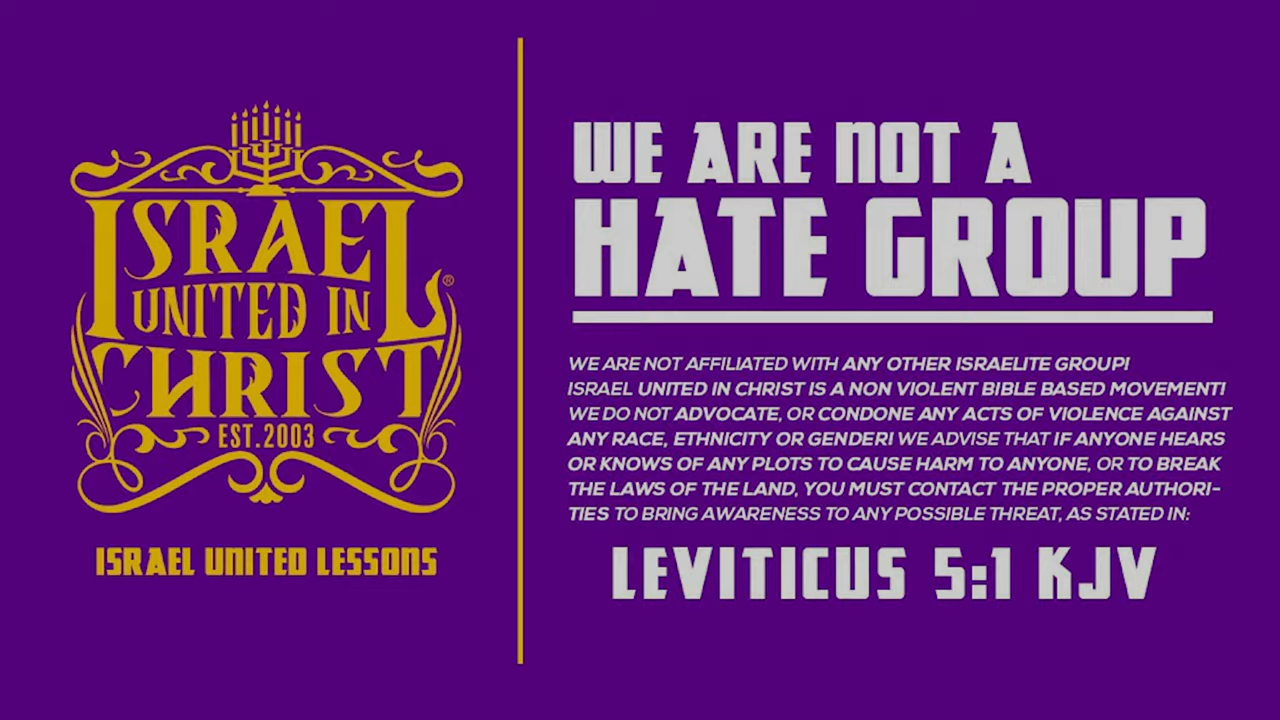 ISRAEL
UNITED IN
CHRIST®
EST.2003
ISRAEL UNITED LESSONS
WE ARE NOT A
HATE GROUP
WE ARE NOT AFFILIATED WITH ANY OTHER ISRAELITE GROUP!
ISRAEL UNITED IN CHRIST IS A NON VIOLENT BIBLE BASED MOVEMENT!
WE DO NOT ADVOCATE, OR CONDONE ANY ACTS OF VIOLENCE AGAINST
ANY RACE, ETHNICITY OR GENDER! WE ADVISE THAT IF ANYONE HEARS
OR KNOWS OF ANY PLOTS TO CAUSE HARM TO ANYONE, OR TO BREAK
THE LAWS OF THE LAND, YOU MUST CONTACT THE PROPER AUTHORI-
TIES TO BRING AWARENESS TO ANY POSSIBLE THREAT, AS STATED IN:
LEVITICUS 5:1 KJV